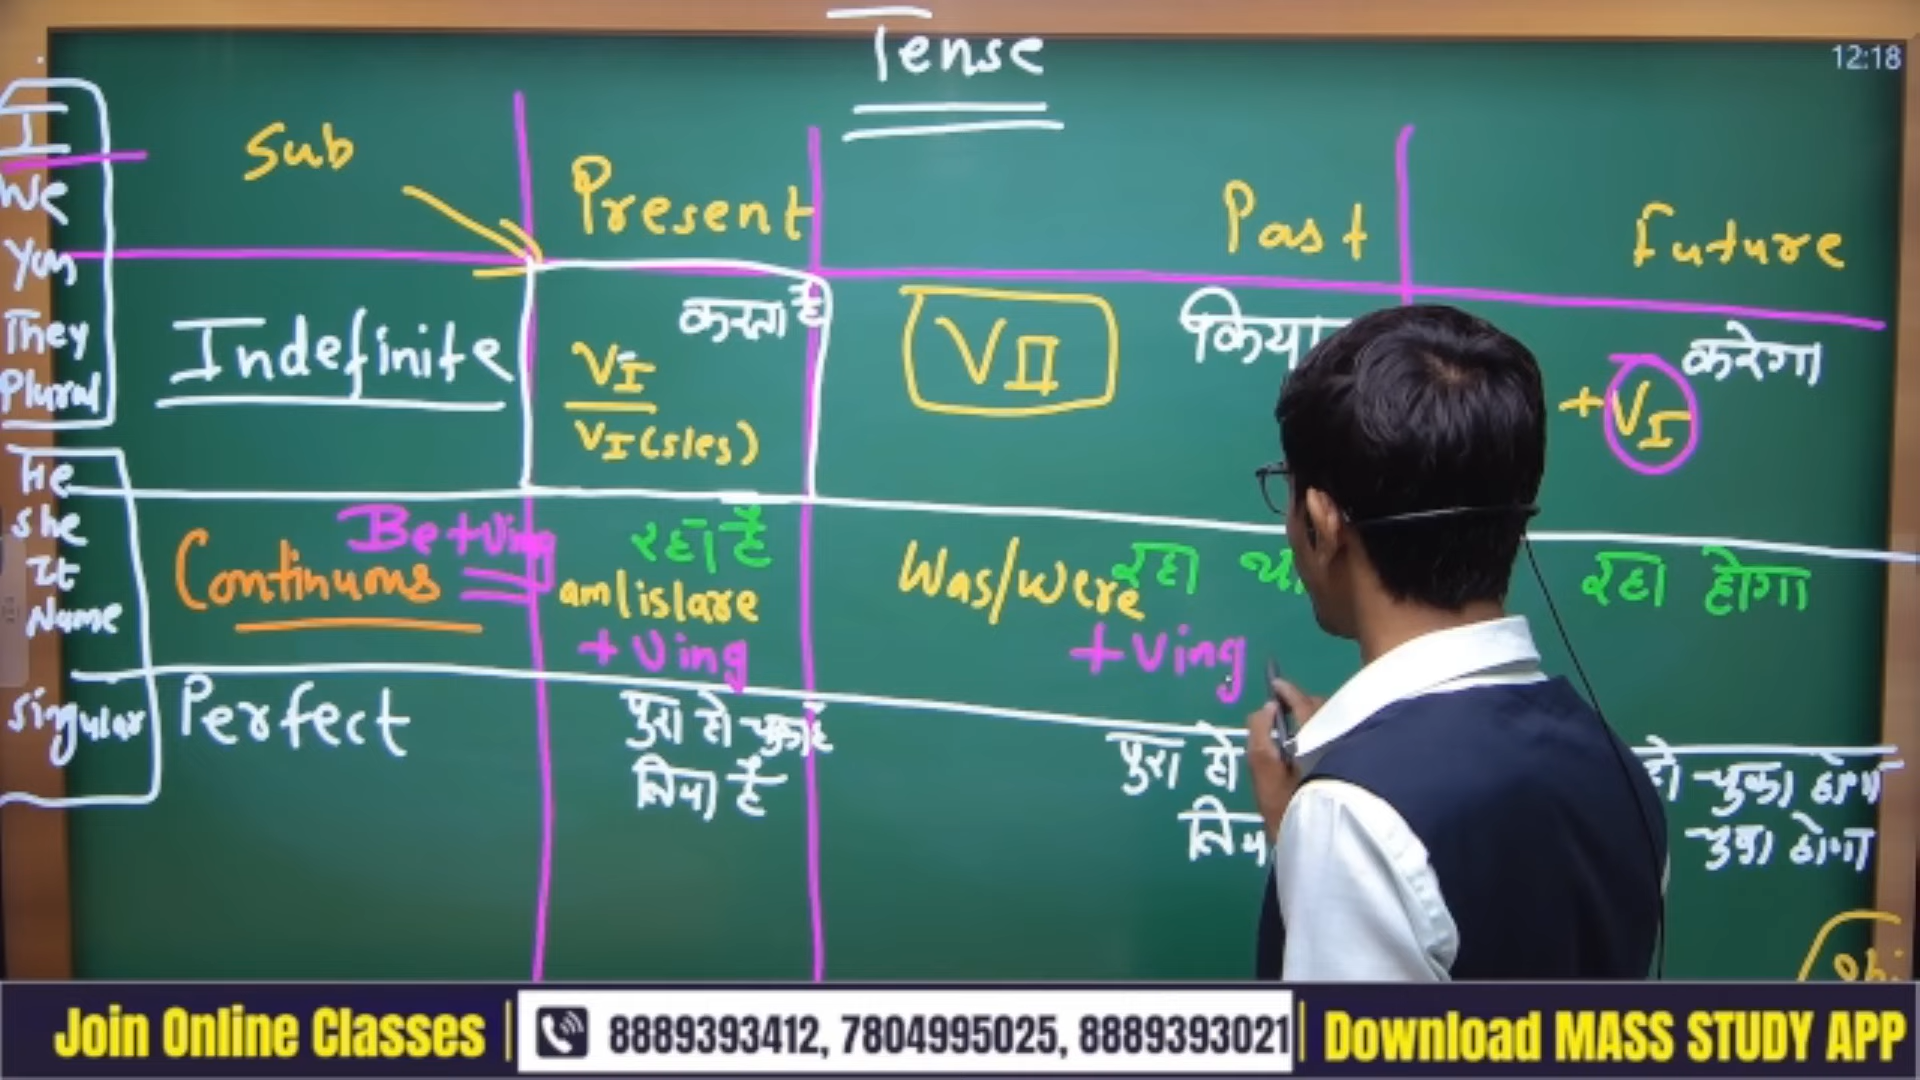 Tense
12:18
I
We
You
They
Plural
He
She
It
Name
Singular
Sub
Present
Past
Future
Indefinite
करता है
VI
VI (s/es)
VII
किया
करेगा
+ VI
Continuous
Be + Ving
रहा है
am/is/are
+ Ving
Was/were
रहा था
+ Ving
रहा होगा
Perfect
पुरा हो चुका है
लिया है
पुरा हो
लिया
हो चुका होगा
चुका होगा
Join Online Classes
8889393412, 7804995025, 8889393021
Download MASS STUDY APP